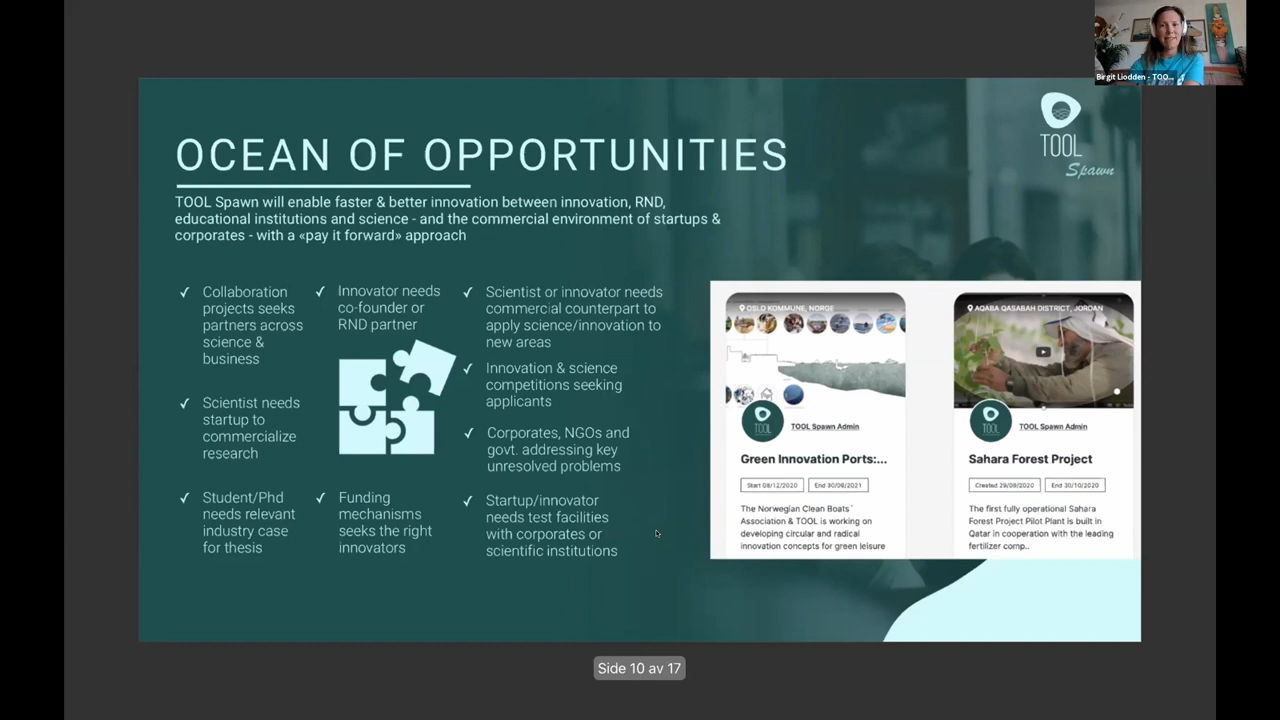 Birgit Liodden - TOO...
OCEAN OF OPPORTUNITIES
TOOL
Spawn
TOOL Spawn will enable faster & better innovation between innovation, RND,
educational institutions and science - and the commercial environment of startups &
corporates - with a «pay it forward» approach
✓ Collaboration
projects seeks
partners across
science &
business
✓ Scientist needs
startup to
commercialize
research
✓ Student/Phd
needs relevant
industry case
for thesis
✓ Innovator needs
co-founder or
RND partner
✓ Funding
mechanisms
seeks the right
innovators
✓ Scientist or innovator needs
commercial counterpart to
apply science/innovation to
new areas
✓ Innovation & science
competitions seeking
applicants
✓ Corporates, NGOs and
govt. addressing key
unresolved problems
✓ Startup/innovator
needs test facilities
with corporates or
scientific institutions
OSLO KOMMUNE, NORGE
TOOL
TOOL Spawn Admin
Green Innovation Ports:...
Start 08/12/2020 End 30/06/2021
The Norwegian Clean Boats`
Association & TOOL is working on
developing circular and radical
innovation concepts for green leisure
AQABA QASABAH DISTRICT, JORDAN
TOOL
TOOL Spawn Admin
Sahara Forest Project
Created 29/09/2020 End 30/10/2020
The first fully operational Sahara
Forest Project Pilot Plant is built in
Qatar in cooperation with the leading
fertilizer comp..
Side 10 av 17